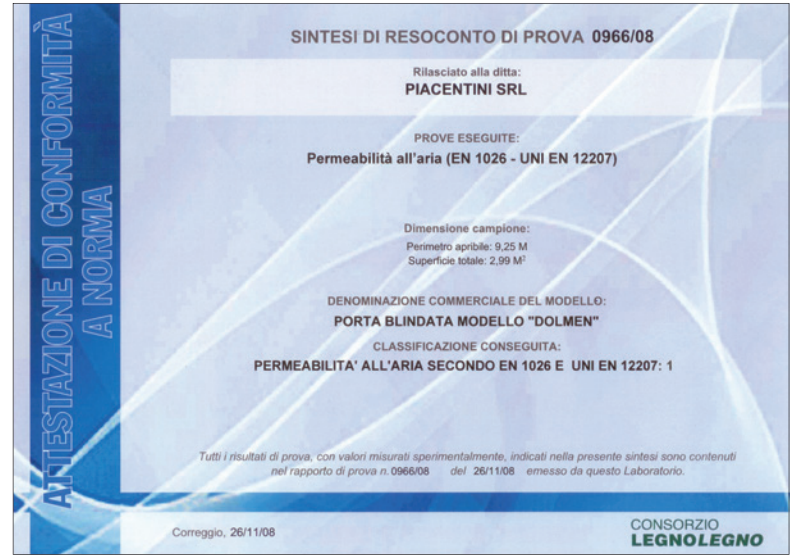 ATTESTAZIONE DI CONFORMITÀ
A NORMA
SINTESI DI RESOCONTO DI PROVA 0966/08
Rilasciato alla ditta:
PIACENTINI SRL
PROVE ESEGUITE:
Permeabilità all'aria (EN 1026 - UNI EN 12207)
Dimensione campione:
Perimetro apribile: 9,25 M
Superficie totale: 2,99 M²
DENOMINAZIONE COMMERCIALE DEL MODELLO:
PORTA BLINDATA MODELLO "DOLMEN"
CLASSIFICAZIONE CONSEGUITA:
PERMEABILITA' ALL'ARIA SECONDO EN 1026 E UNI EN 12207: 1
Tutti i risultati di prova, con valori misurati sperimentalmente, indicati nella presente sintesi sono contenuti
nel rapporto di prova n. 0966/08 del 26/11/08 emesso da questo Laboratorio.
Correggio, 26/11/08
CONSORZIO
LEGNOLEGNO